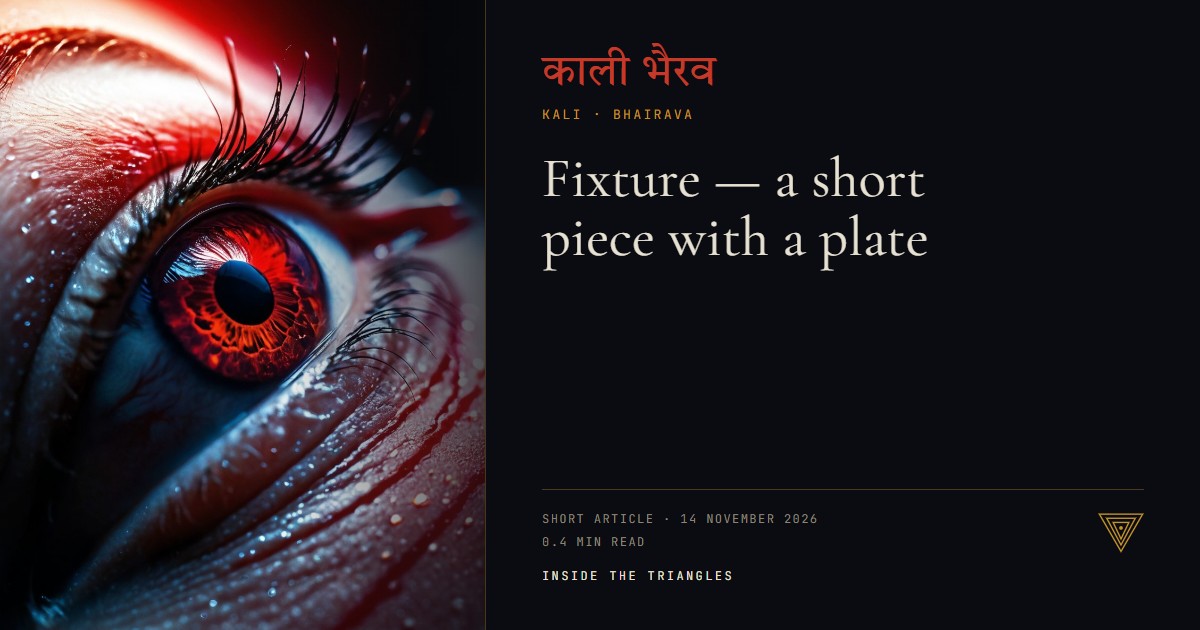 काली भैरव
KALI · BHAIRAVA
Fixture — a short
piece with a plate
SHORT ARTICLE · 14 NOVEMBER 2026
0.4 MIN READ
INSIDE THE TRIANGLES